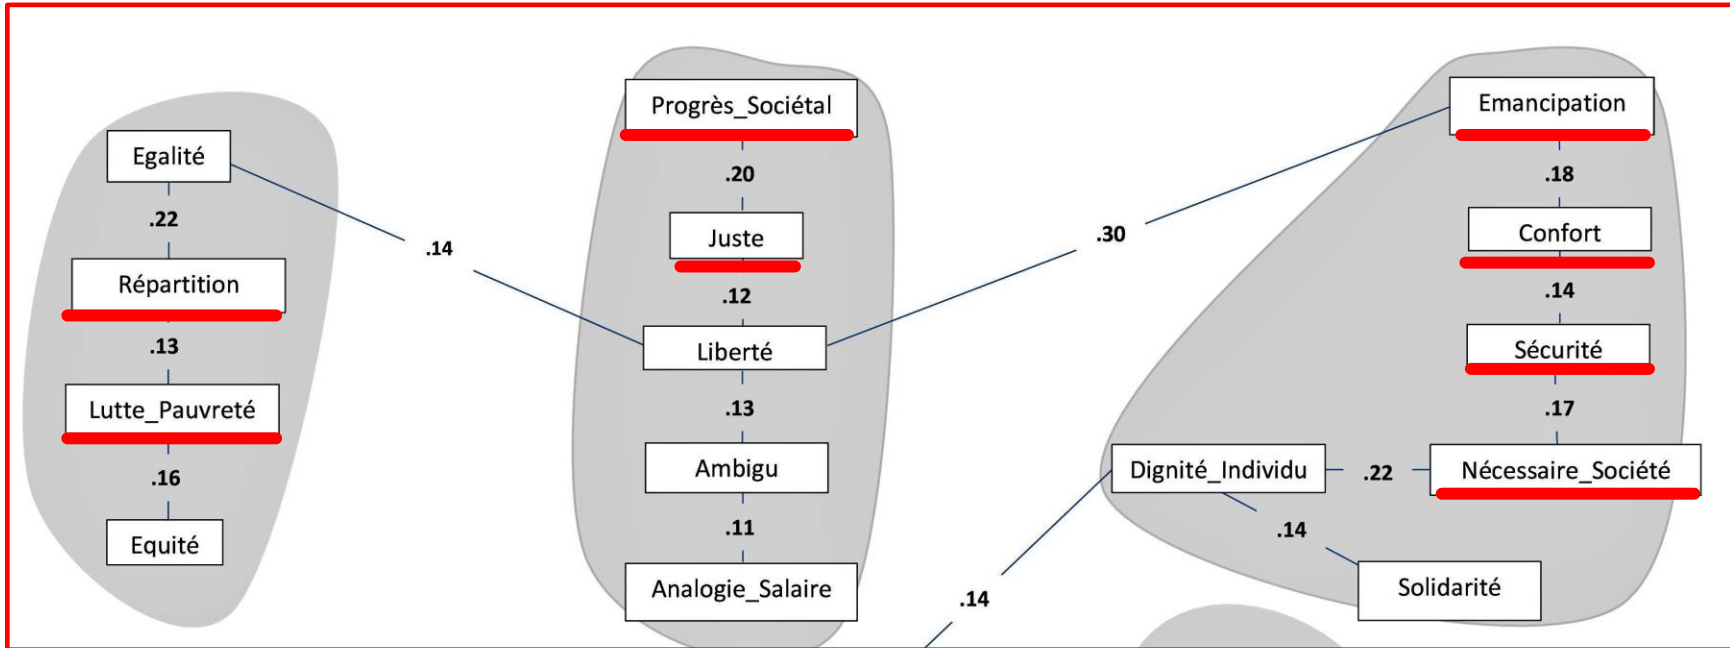 Egalité
.22
Répartition
.13
Lutte_Pauvreté
.16
Equité
.14
Progrès_Sociétal
.20
Juste
.12
Liberté
.13
Ambigu
.11
Analogie_Salaire
.30
Emancipation
.18
Confort
.14
Sécurité
.17
Dignité_Individu
.22
Nécessaire_Société
.14
Solidarité
.14